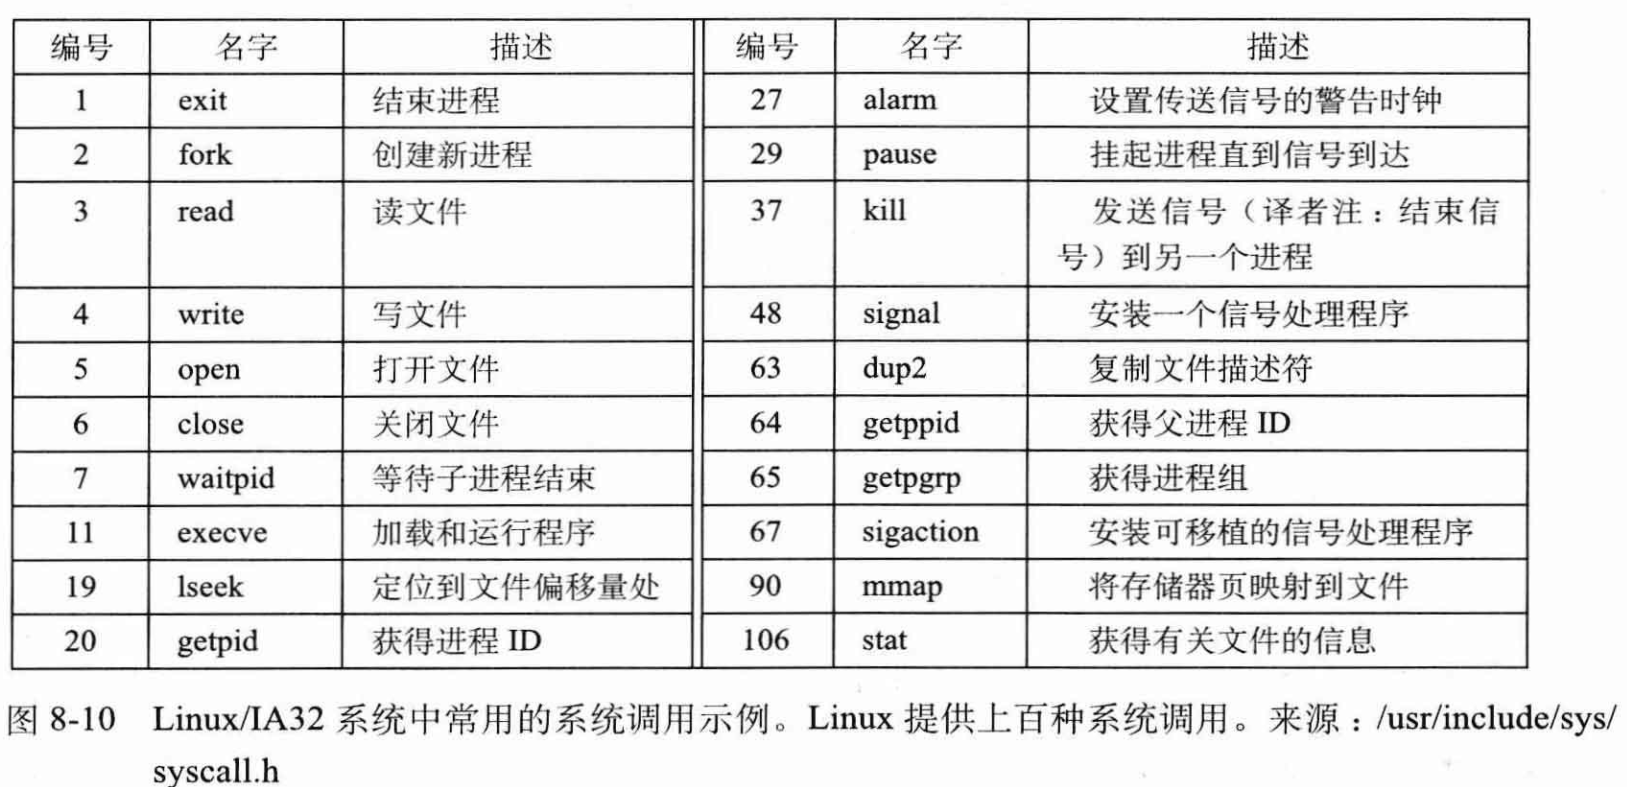 编号 名字 描述 编号 名字 描述
1 exit 结束进程 27 alarm 设置传送信号的警告时钟
2 fork 创建新进程 29 pause 挂起进程直到信号到达
3 read 读文件 37 kill 发送信号（译者注：结束信
号）到另一个进程
4 write 写文件 48 signal 安装一个信号处理程序
5 open 打开文件 63 dup2 复制文件描述符
6 close 关闭文件 64 getppid 获得父进程 ID
7 waitpid 等待子进程结束 65 getpgrp 获得进程组
11 execve 加载和运行程序 67 sigaction 安装可移植的信号处理程序
19 lseek 定位到文件偏移量处 90 mmap 将存储器页映射到文件
20 getpid 获得进程 ID 106 stat 获得有关文件的信息
图 8-10 Linux/IA32 系统中常用的系统调用示例。Linux 提供上百种系统调用。来源：/usr/include/sys/
syscall.h